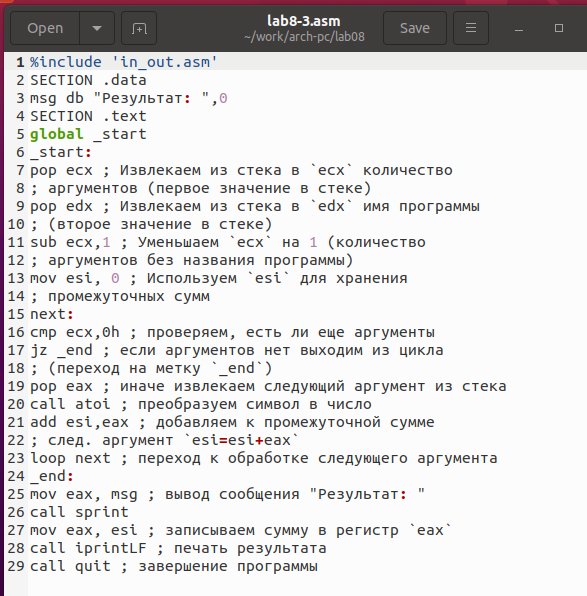 Open
lab8-3.asm
~/work/arch-pc/lab08
Save
1 %include 'in_out.asm'
2 SECTION .data
3 msg db "Результат: ",0
4 SECTION .text
5 global _start
6 _start:
7 pop ecx ; Извлекаем из стека в `ecx` количество
8 ; аргументов (первое значение в стеке)
9 pop edx ; Извлекаем из стека в `edx` имя программы
10 ; (второе значение в стеке)
11 sub ecx,1 ; Уменьшаем `ecx` на 1 (количество
12 ; аргументов без названия программы)
13 mov esi, 0 ; Используем `esi` для хранения
14 ; промежуточных сумм
15 next:
16 cmp ecx,0h ; проверяем, есть ли еще аргументы
17 jz _end ; если аргументов нет выходим из цикла
18 ; (переход на метку `_end`)
19 pop eax ; иначе извлекаем следующий аргумент из стека
20 call atoi ; преобразуем символ в число
21 add esi,eax ; добавляем к промежуточной сумме
22 ; след. аргумент `esi=esi+eax`
23 loop next ; переход к обработке следующего аргумента
24 _end:
25 mov eax, msg ; вывод сообщения "Результат: "
26 call sprint
27 mov eax, esi ; записываем сумму в регистр `eax`
28 call iprintLF ; печать результата
29 call quit ; завершение программы